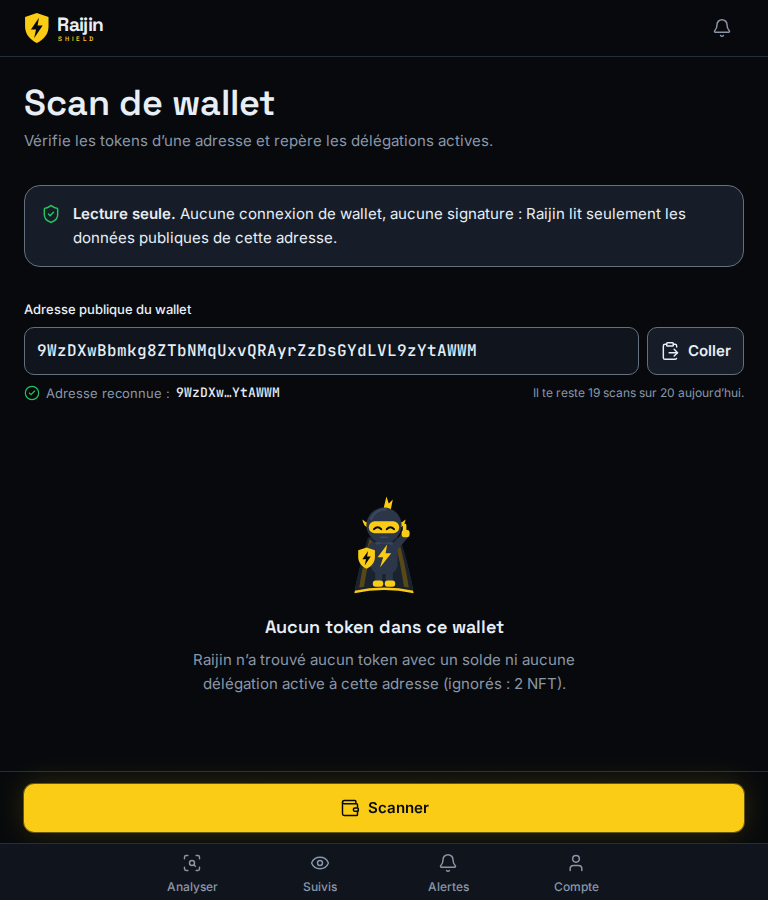 Raijin
SHIELD
Scan de wallet
Vérifie les tokens d’une adresse et repère les délégations actives.
Lecture seule. Aucune connexion de wallet, aucune signature : Raijin lit seulement les
données publiques de cette adresse.
Adresse publique du wallet
9WzDXwBbmkg8ZTbNMqUxvQRAyrZzDsGYdLVL9zYtAWWM
Coller
Adresse reconnue : 9WzDXw…YtAWWM
Il te reste 19 scans sur 20 aujourd’hui.
Aucun token dans ce wallet
Raijin n’a trouvé aucun token avec un solde ni aucune
délégation active à cette adresse (ignorés : 2 NFT).
Scanner
Analyser
Suivis
Alertes
Compte